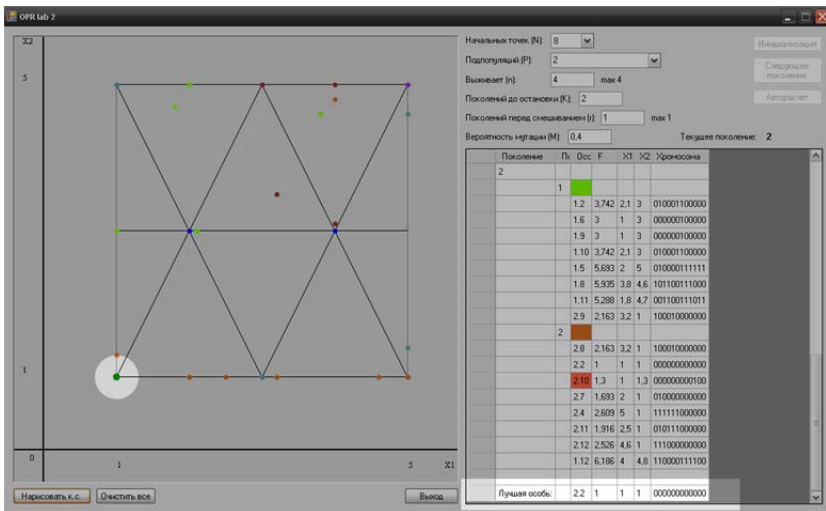 OPR lab 2
X2
5
1
0
1
5
X1
Нарисовать к.с.
Очистить все
Выход
Начальных точек (N): 8
Подпопуляций (P): 2
Выживает (n): 4 max 4
Поколений до остановки (K): 2
Поколений перед смешиванием (r): 1 max 1
Вероятность мутации (M): 0,4 Текущее поколение: 2
Инициализация
Следующее
поколение
Авторасчет
Поколение Пс Осс F X1 X2 Хромосома
2
1
1.2 3,742 2,1 3 010001100000
1.6 3 1 3 000000100000
1.9 3 1 3 000000100000
1.10 3,742 2,1 3 010001100000
1.5 5,693 2 5 010000111111
1.8 5,935 3,8 4,6 101100111000
1.11 5,288 1,8 4,7 001100111011
2.9 2,163 3,2 1 100010000000
2
2.8 2,163 3,2 1 100010000000
2.2 1 1 1 000000000000
2.10 1,3 1 1,3 000000000100
2.7 1,693 2 1 010000000000
2.4 2,609 5 1 111111000000
2.11 1,916 2,5 1 010111000000
2.12 2,526 4,6 1 111000000000
1.12 6,186 4 4,8 110000111100
Лучшая особь: 2.2 1 1 1 000000000000